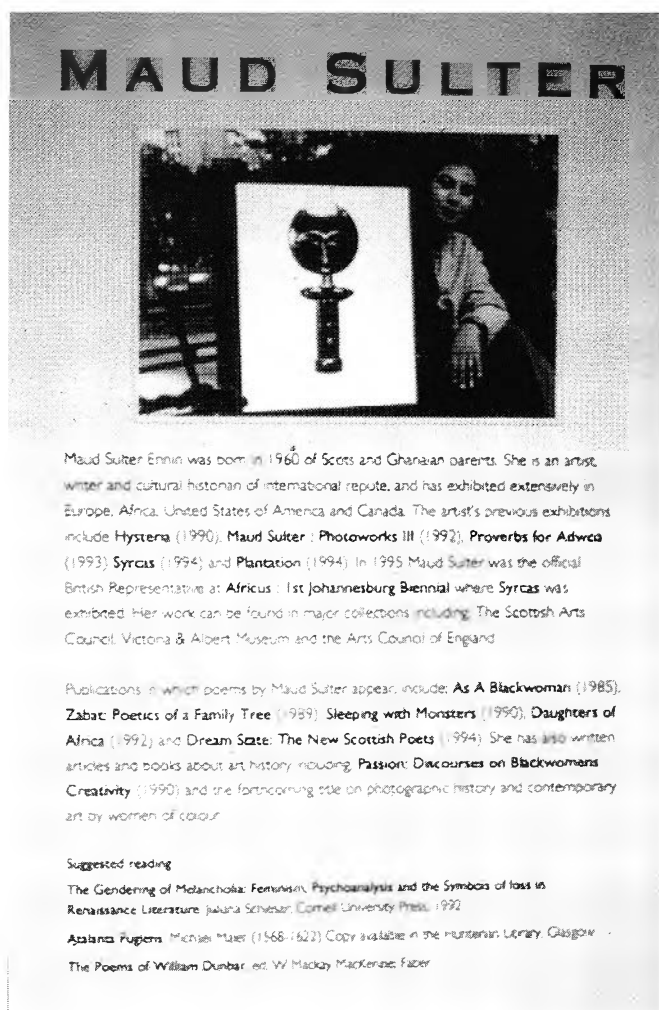 MAUD SULTER
Maud Sulter Ennin was born in 1960 of Scots and Ghanaian parents. She is an artist,
writer and cultural historian of international repute, and has exhibited extensively in
Europe, Africa, United States of America and Canada. The artist's previous exhibitions
include Hysteria (1990), Maud Sulter : Photoworks III (1992), Proverbs for Adwoa
(1993) Syrcas (1994) and Plantation (1994). In 1995 Maud Sulter was the official
British Representative at Africus : 1st Johannesburg Biennial where Syrcas was
exhibited. Her work can be found in major collections including, The Scottish Arts
Council, Victoria & Albert Museum and the Arts Council of England
Publications in which poems by Maud Sulter appear, include: As A Blackwoman (1985),
Zabat: Poetics of a Family Tree (1989) Sleeping with Monsters (1990), Daughters of
Africa (1992) and Dream State: The New Scottish Poets (1994). She has also written
articles and books about art history including, Passion: Discourses on Blackwomens
Creativity (1990) and the forthcoming title on photographic history and contemporary
art by women of colour
Suggested reading
The Gendering of Melancholia: Feminism, Psychoanalysis and the Symbols of loss in
Renaissance Literature Juliana Schiesari, Cornell University Press, 1992
Atalanta Fugiens, Michael Maier (1568-1622) Copy available in the Hunterian Library, Glasgow
The Poems of William Dunbar, ed. W Mackay MacKenzie: Faber